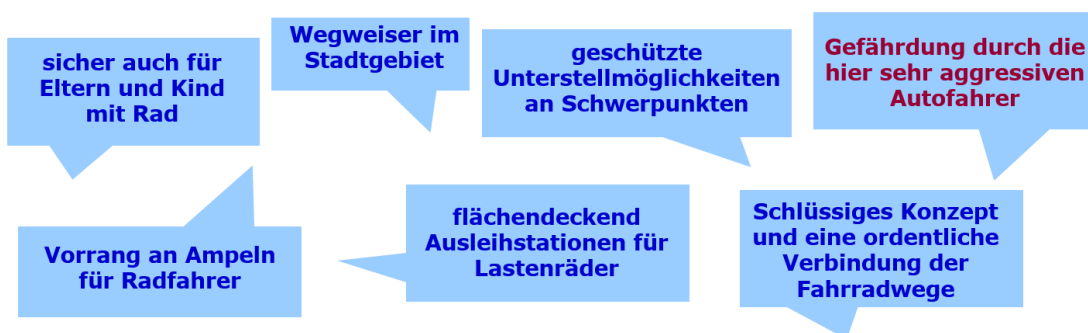 sicher auch für
Eltern und Kind
mit Rad
Wegweiser im
Stadtgebiet
geschützte
Unterstellmöglichkeiten
an Schwerpunkten
Gefährdung durch die
hier sehr aggressiven
Autofahrer
Vorrang an Ampeln
für Radfahrer
flächendeckend
Ausleihstationen für
Lastenräder
Schlüssiges Konzept
und eine ordentliche
Verbindung der
Fahrradwege